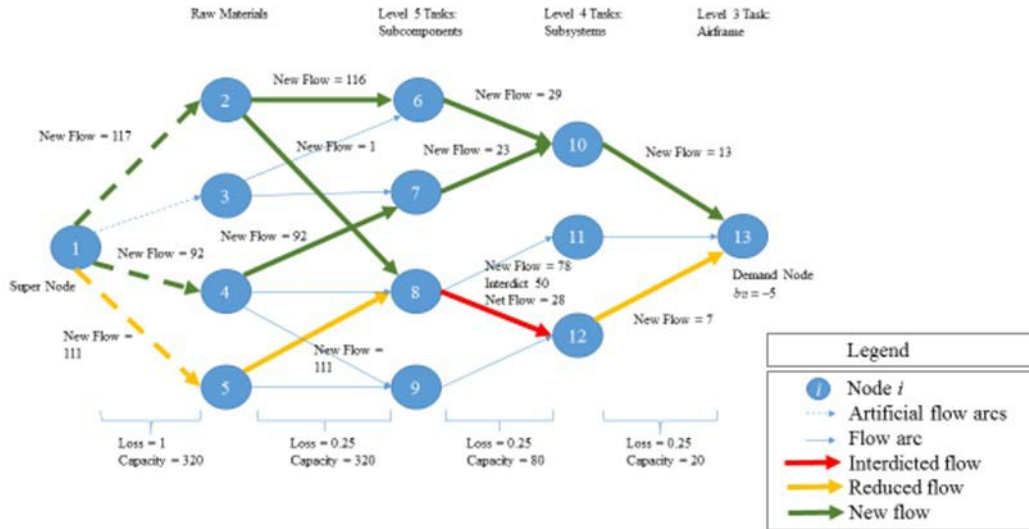 Raw Materials
Level 5 Tasks:
Subcomponents
Level 4 Tasks:
Subsystems
Level 3 Task:
Airframe
New Flow = 116
New Flow = 29
New Flow = 117
New Flow = 1
New Flow = 23
New Flow = 13
New Flow = 92
New Flow = 92
Super Node
New Flow = 78
Interdict 50
Net Flow = 28
Demand Node
New Flow = 7
New Flow =
111
New Flow =
111
1
2
3
4
5
6
7
8
9
10
11
12
13
Loss = 1
Capacity = 320
Loss = 0.25
Capacity = 320
Loss = 0.25
Capacity = 80
Loss = 0.25
Capacity = 20
Legend
i Node i
Artificial flow arcs
Flow arc
Interdicted flow
Reduced flow
New flow